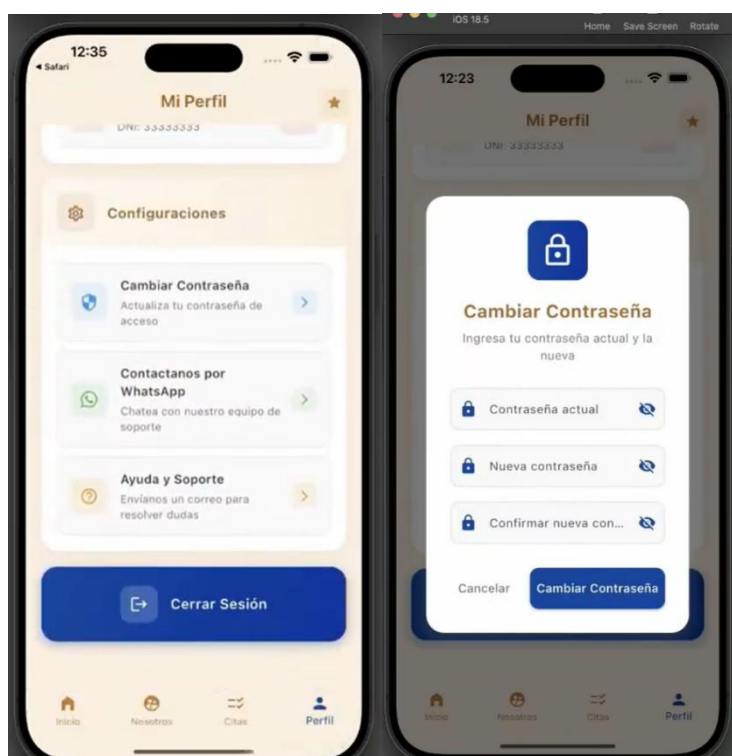 12:35
Safari
Mi Perfil
DNI: 33333333
Configuraciones
Cambiar Contraseña
Actualiza tu contraseña de
acceso
Contactanos por
WhatsApp
Chatea con nuestro equipo de
soporte
Ayuda y Soporte
Envíanos un correo para
resolver dudas
Cerrar Sesión
Inicio
Nosotros
Citas
Perfil
iOS 18.5
Home
Save Screen
Rotate
12:23
Mi Perfil
DNI: 33333333
Cambiar Contraseña
Ingresa tu contraseña actual y la
nueva
Contraseña actual
Nueva contraseña
Confirmar nueva con...
Cancelar
Cambiar Contraseña
Inicio
Nosotros
Citas
Perfil